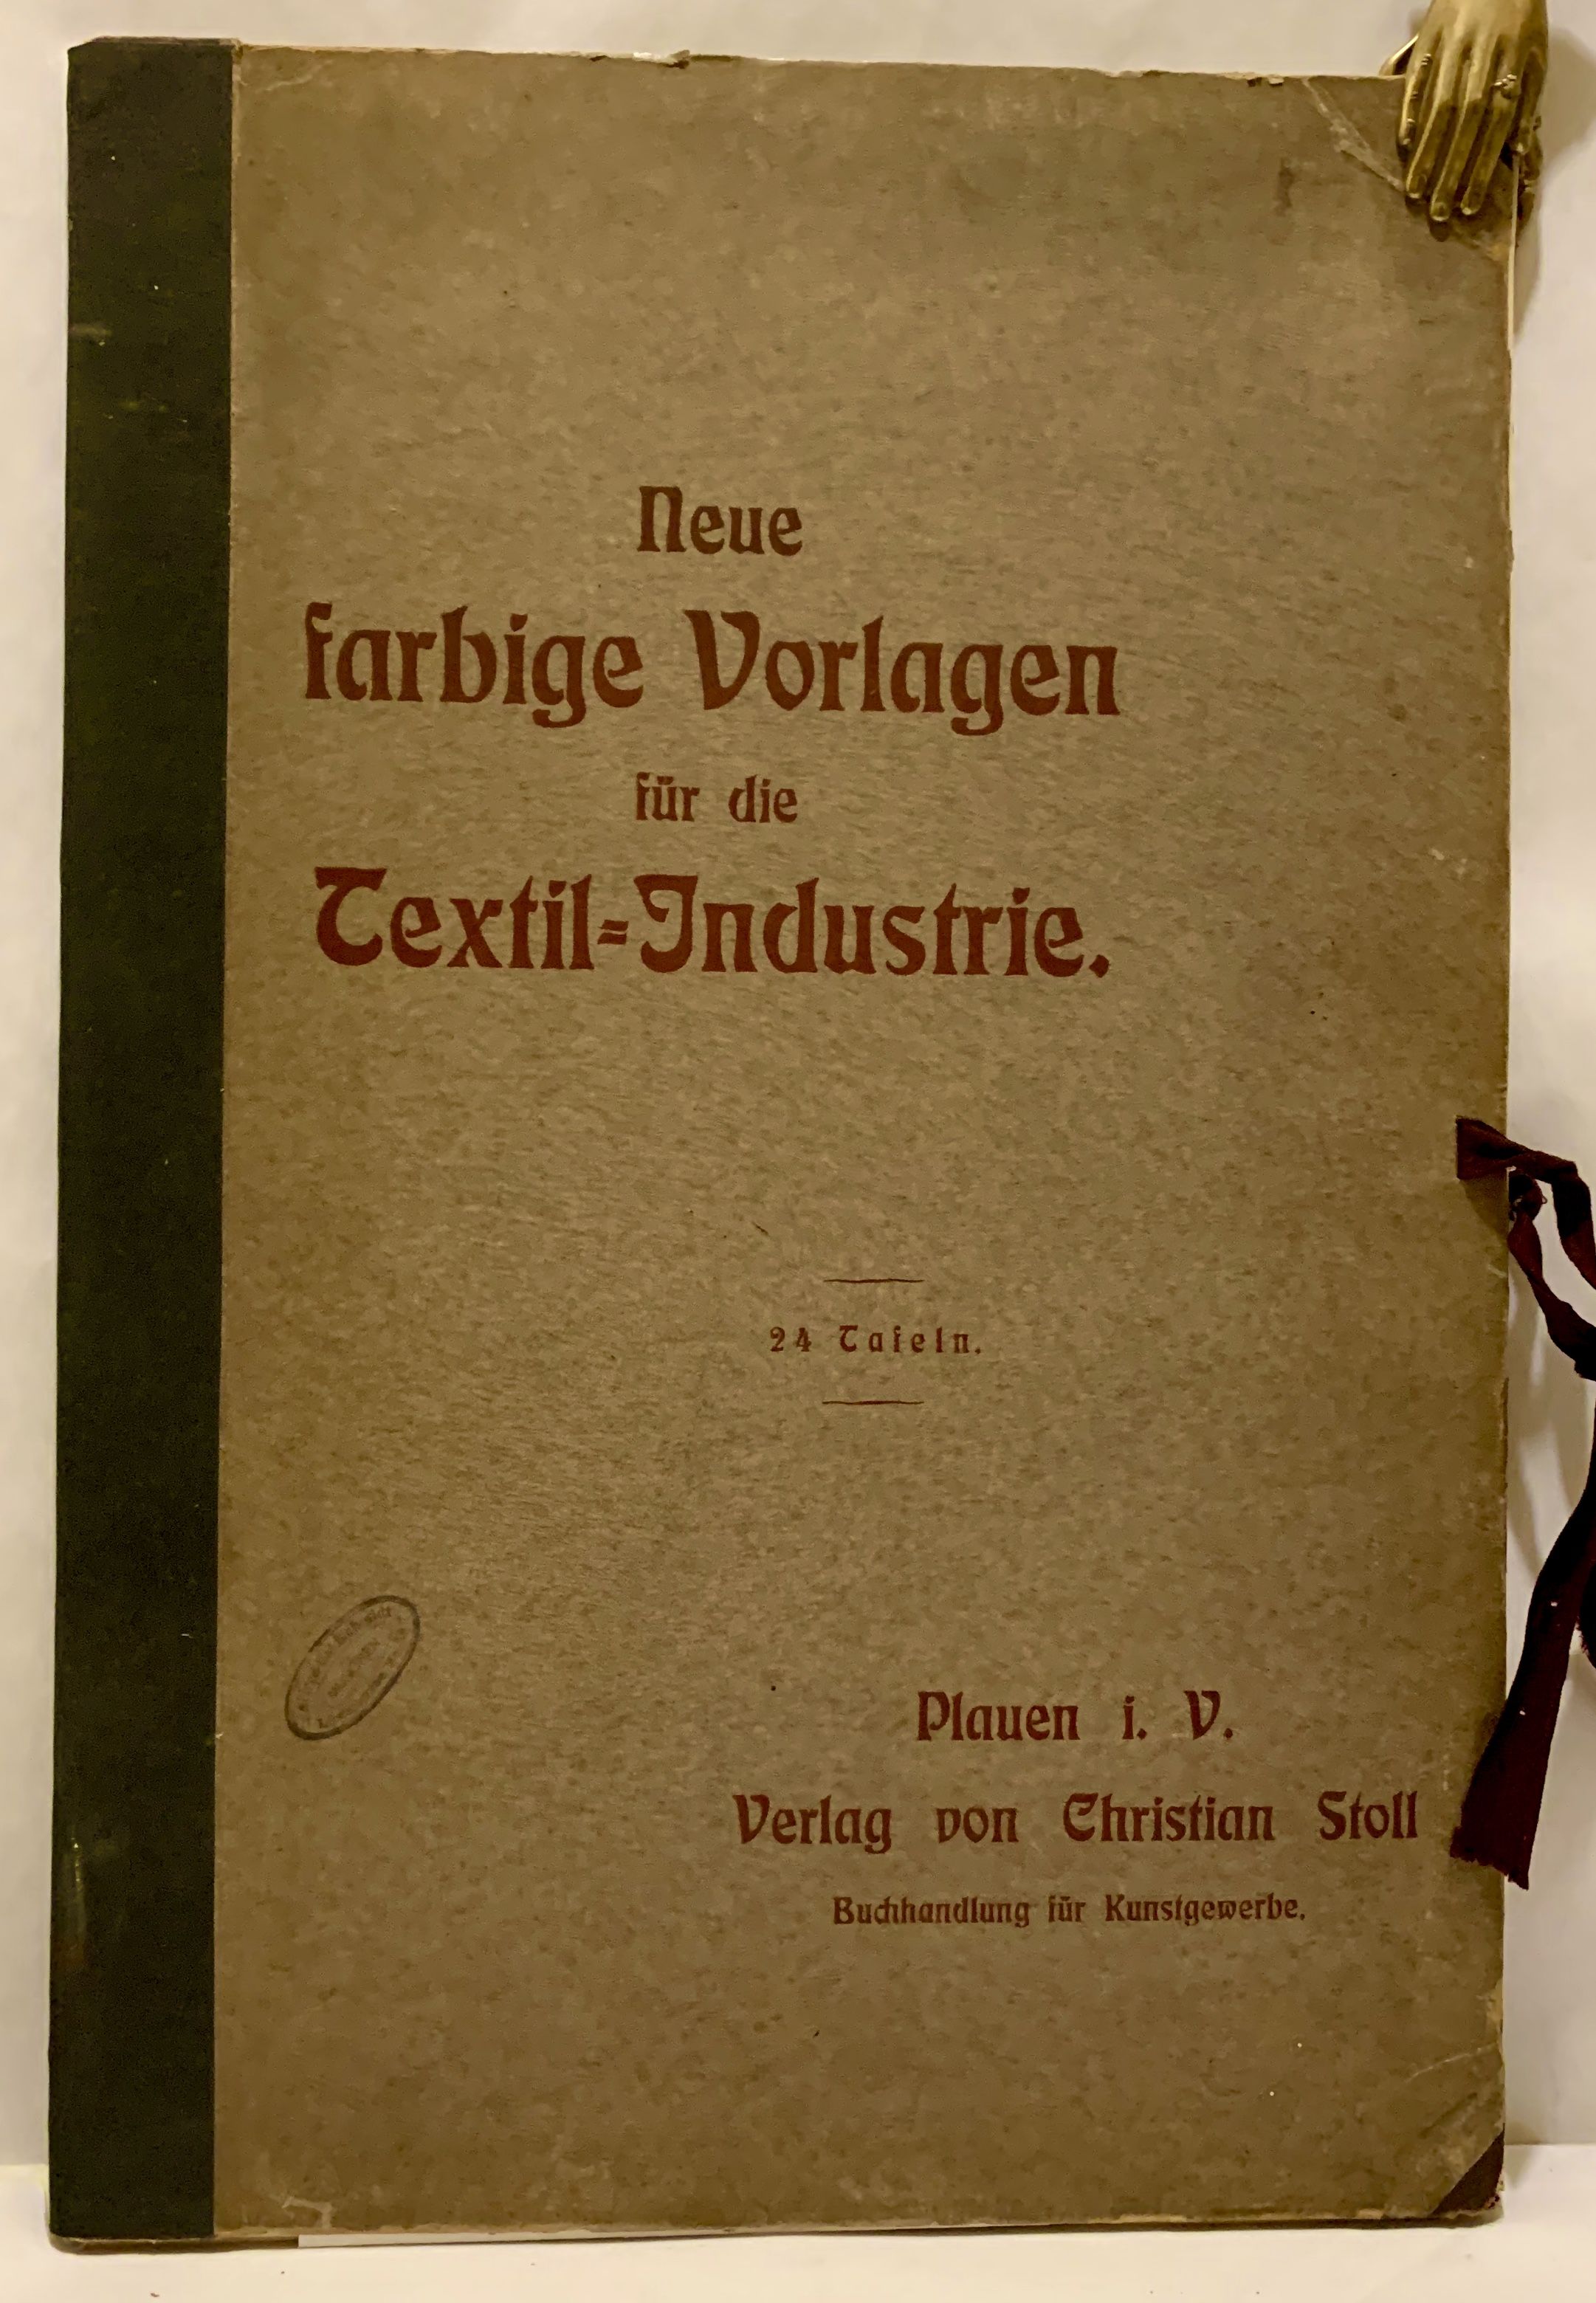 Neue
farbige Vorlagen
für die
Textil=Industrie.
24 Tafeln.
Plauen i. V.
Verlag von Christian Stoll
Buchhandlung für Kunstgewerbe.